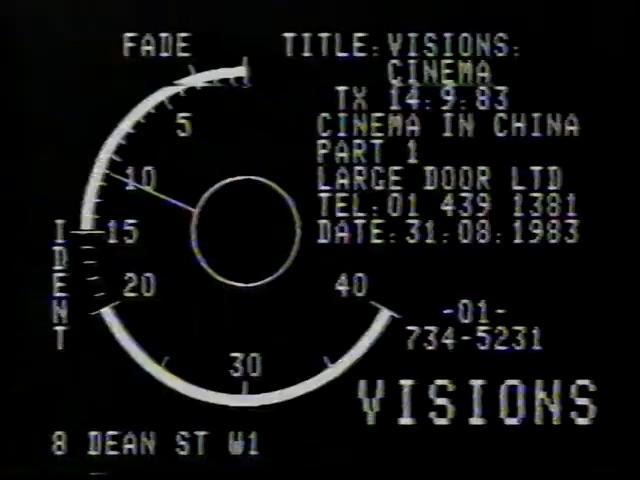 FADE
TITLE: VISIONS:
CINEMA
TX 14:9:83
CINEMA IN CHINA
PART 1
LARGE DOOR LTD
TEL:01 439 1381
DATE:31:08:1983
5
10
15
20
30
40
IDENT
-01-
734-5231
VISIONS
8 DEAN ST W1